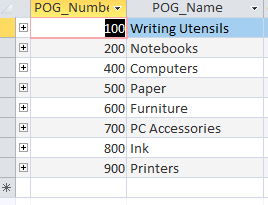 POG_Numbe POG_Name
100 Writing Utensils
200 Notebooks
400 Computers
500 Paper
600 Furniture
700 PC Accessories
800 Ink
900 Printers